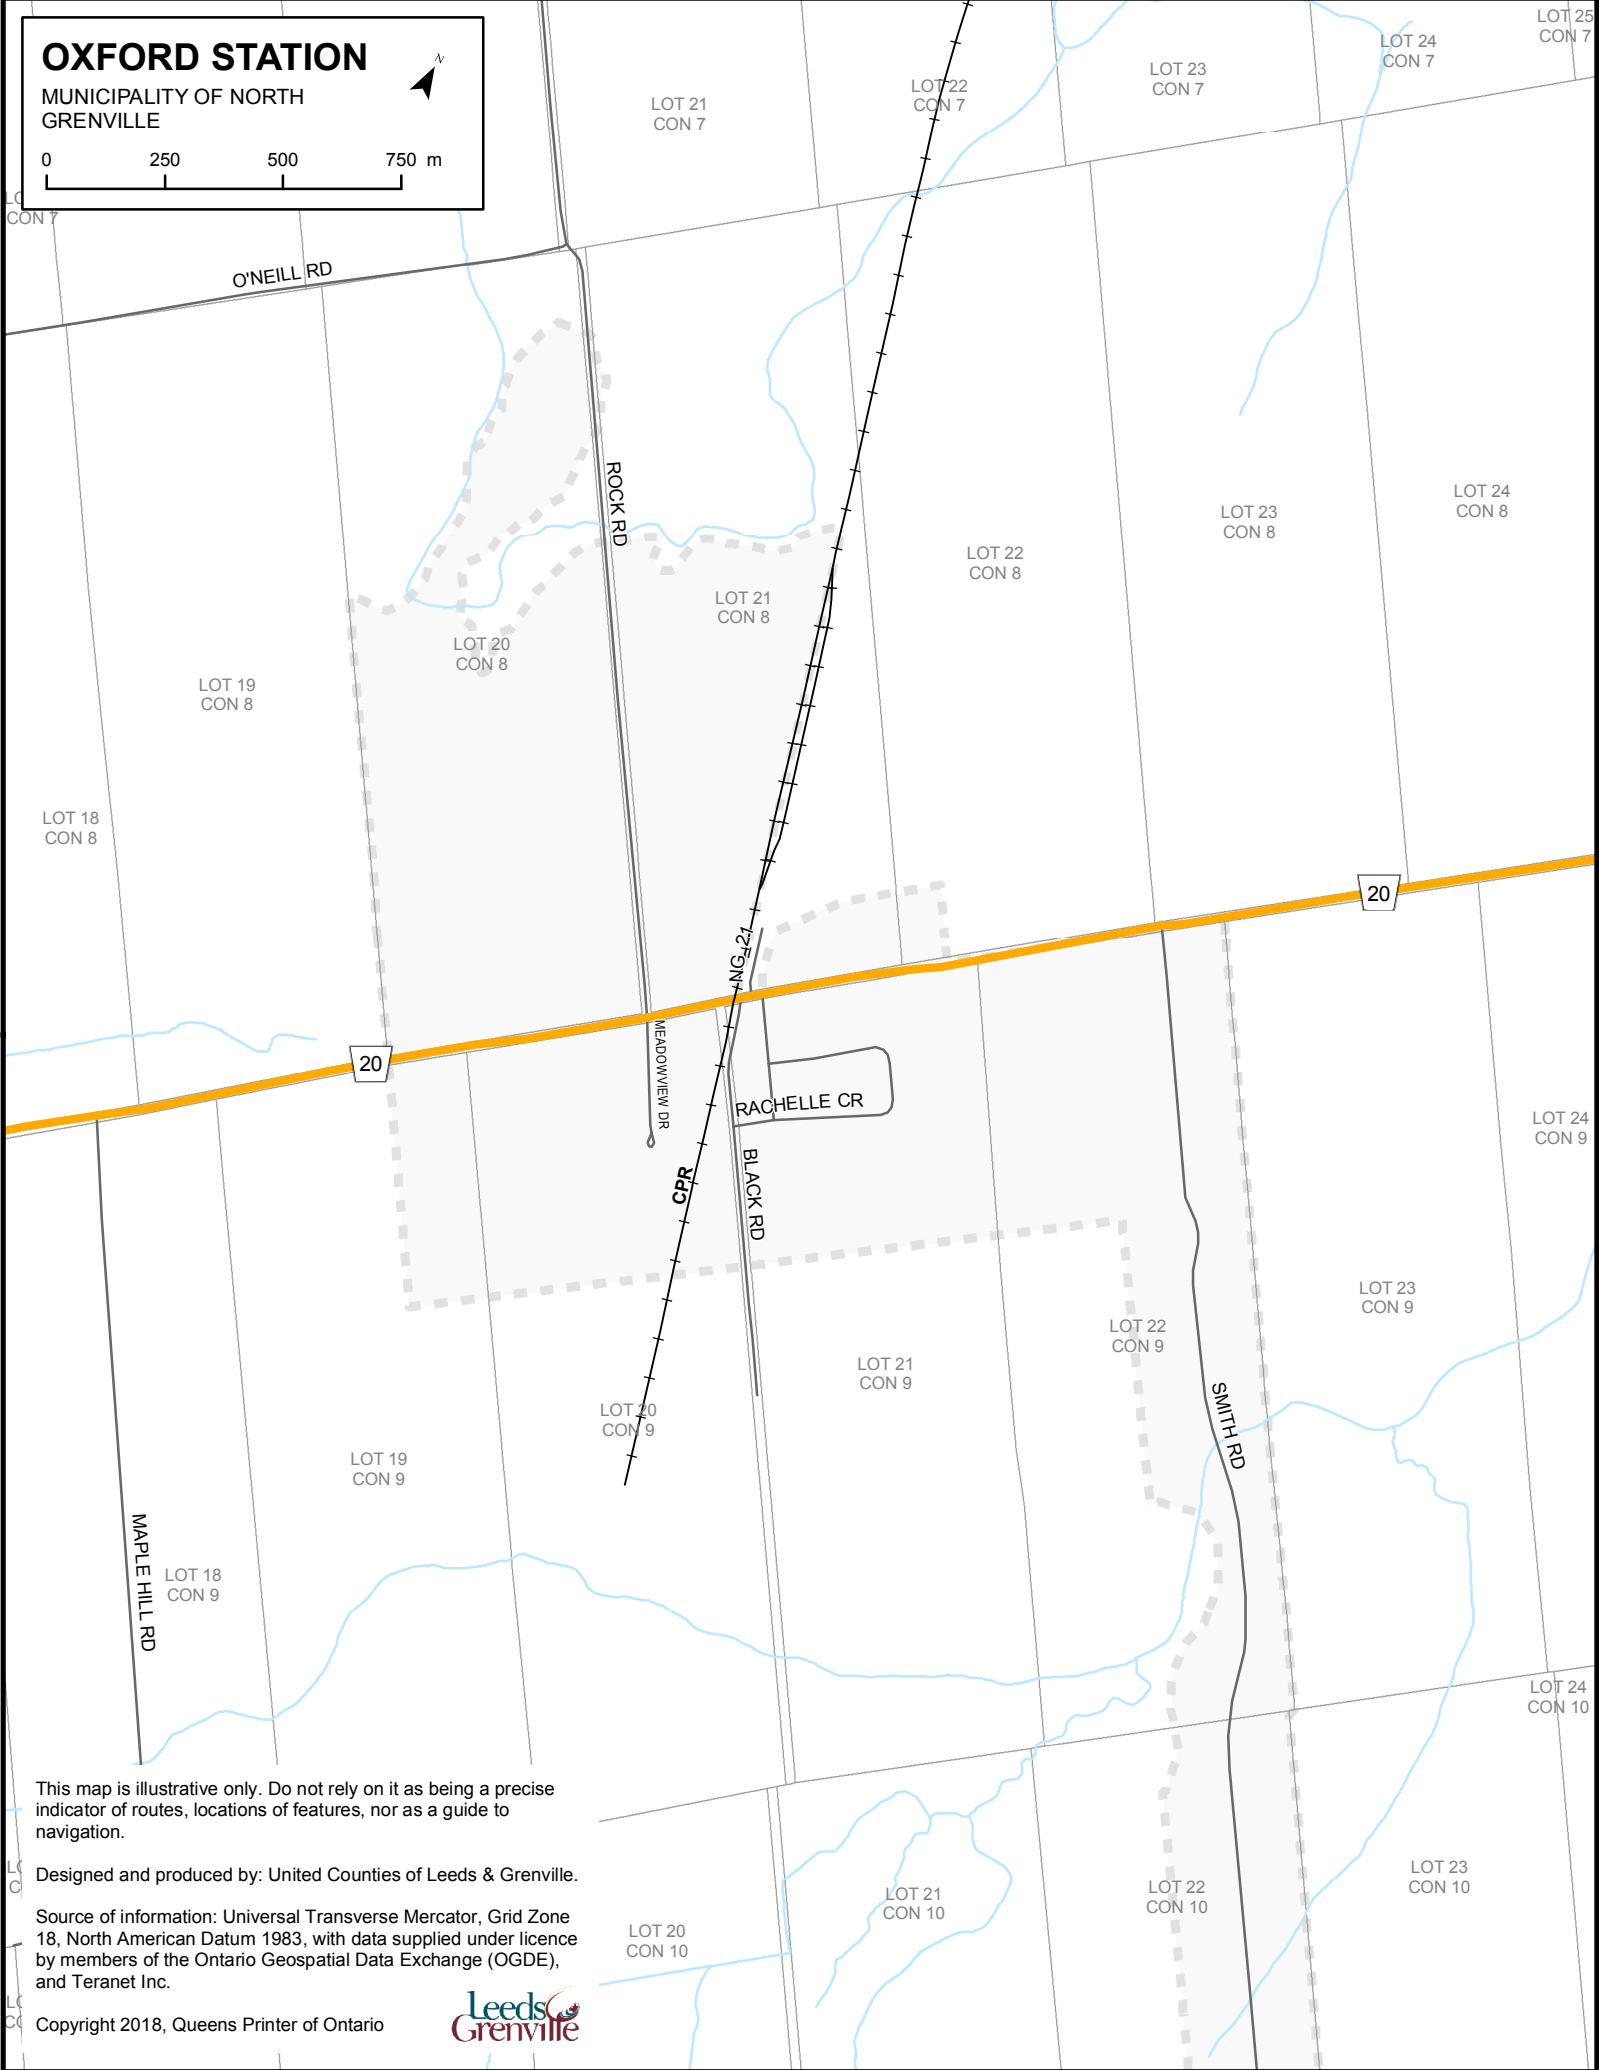 OXFORD STATION
N
MUNICIPALITY OF NORTH
GRENVILLE
0 250 500 750 m
LOT 25
CON 7
LOT 24
CON 7
LOT 23
CON 7
LOT 22
CON 7
LOT 21
CON 7
CON 7
O'NEILL RD
ROCK RD
LOT 24
CON 8
LOT 23
CON 8
LOT 22
CON 8
LOT 21
CON 8
LOT 20
CON 8
LOT 19
CON 8
LOT 18
CON 8
20
NG_21
20
MEADOWVIEW DR
RACHELLE CR
CPR
BLACK RD
LOT 24
CON 9
LOT 23
CON 9
LOT 22
CON 9
LOT 21
CON 9
LOT 20
CON 9
LOT 19
CON 9
SMITH RD
MAPLE HILL RD
LOT 18
CON 9
LOT 24
CON 10
LOT 23
CON 10
LOT 22
CON 10
LOT 21
CON 10
LOT 20
CON 10
This map is illustrative only. Do not rely on it as being a precise
indicator of routes, locations of features, nor as a guide to
navigation.
Designed and produced by: United Counties of Leeds & Grenville.
Source of information: Universal Transverse Mercator, Grid Zone
18, North American Datum 1983, with data supplied under licence
by members of the Ontario Geospatial Data Exchange (OGDE),
and Teranet Inc.
Copyright 2018, Queens Printer of Ontario
Leeds
Grenville